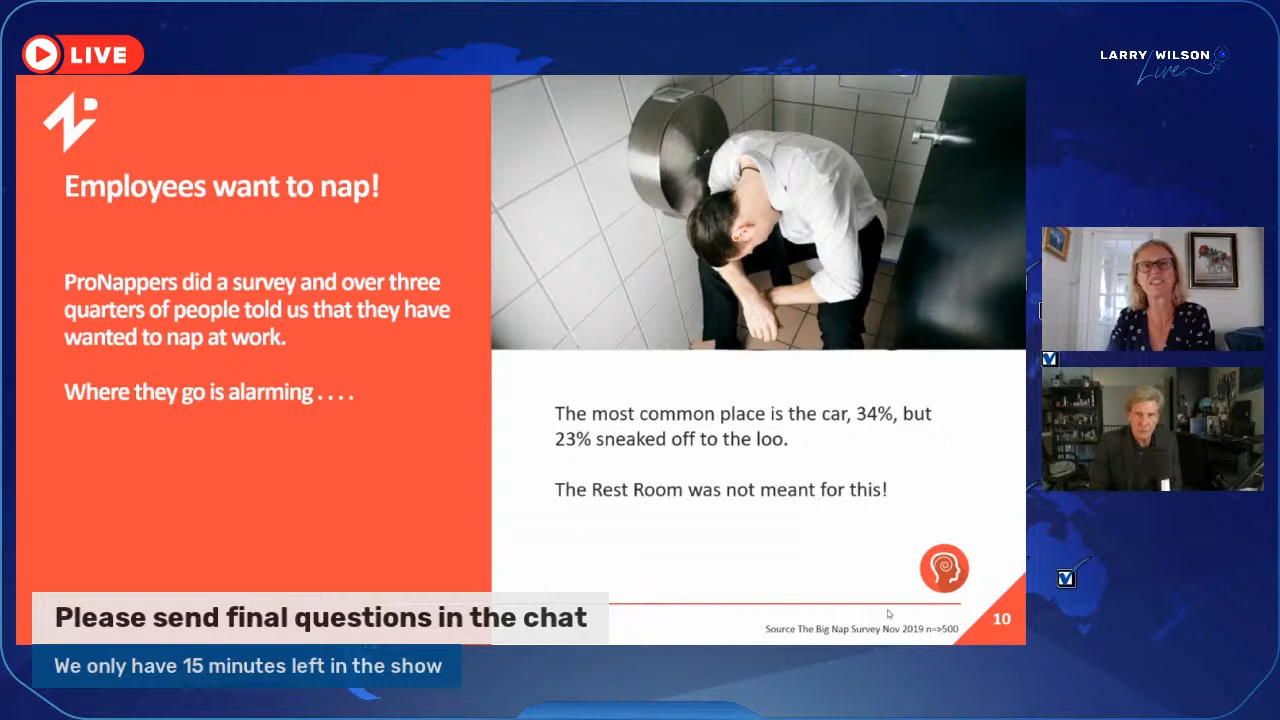 LIVE
LARRY WILSON
Live
Employees want to nap!
ProNappers did a survey and over three
quarters of people told us that they have
wanted to nap at work.
Where they go is alarming . . . .
The most common place is the car, 34%, but
23% sneaked off to the loo.
The Rest Room was not meant for this!
Source The Big Nap Survey Nov 2019 n=>500
10
Please send final questions in the chat
We only have 15 minutes left in the show